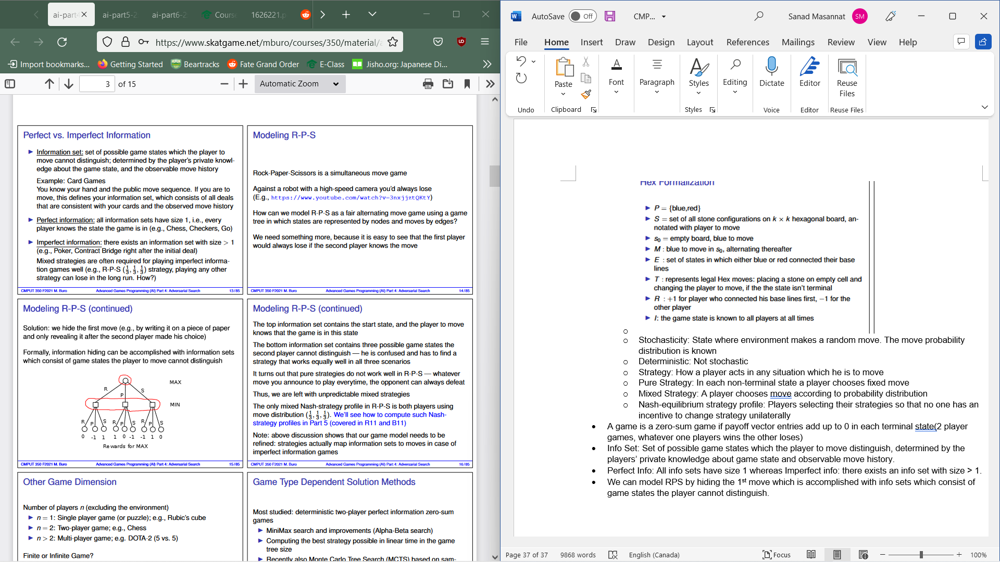 ai-part4
ai-part5-2
ai-part6-2
Course
1626221.p
https://www.skatgame.net/mburo/courses/350/material/a
Import bookmarks...
Getting Started
Beartracks
Fate Grand Order
E-Class
Jisho.org: Japanese Di...
3
of 15
Automatic Zoom
Perfect vs. Imperfect Information
Information set: set of possible game states which the player to
move cannot distinguish; determined by the player's private knowl-
edge about the game state, and the observable move history
Example: Card Games
You know your hand and the public move sequence. If you are to
move, this defines your information set, which consists of all deals
that are consistent with your cards and the observed move history
Perfect information: all information sets have size 1, i.e., every
player knows the state the game is in (e.g., Chess, Checkers, Go)
Imperfect information: there exists an information set with size > 1
(e.g., Poker, Contract Bridge right after the initial deal)
Mixed strategies are often required for playing imperfect informa-
tion games well (e.g., R-P-S (1/3, 1/3, 1/3) strategy, playing any other
strategy can lose in the long run. How?)
CMPUT 350 F2021 M. Buro Advanced Games Programming (AI) Part 4: Adversarial Search 13/85
Modeling R-P-S
Rock-Paper-Scissors is a simultaneous move game
Against a robot with a high-speed camera you'd always lose
(E.g., https://www.youtube.com/watch?v=3nxjjztQKtY)
How can we model R-P-S as a fair alternating move game using a game
tree in which states are represented by nodes and moves by edges?
We need something more, because it is easy to see that the first player
would always lose if the second player knows the move
CMPUT 350 F2021 M. Buro Advanced Games Programming (AI) Part 4: Adversarial Search 14/85
Modeling R-P-S (continued)
Solution: we hide the first move (e.g., by writing it on a piece of paper
and only revealing it after the second player made his choice)
Formally, information hiding can be accomplished with information sets
which consist of game states the player to move cannot distinguish
MAX
R P S
MIN
R P S R P S R P S
0 -1 1 1 0 -1 -1 1 0
Rewards for MAX
CMPUT 350 F2021 M. Buro Advanced Games Programming (AI) Part 4: Adversarial Search 15/85
Modeling R-P-S (continued)
The top information set contains the start state, and the player to move
knows that the game is in this state
The bottom information set contains three possible game states the
second player cannot distinguish — he is confused and has to find a
strategy that works equally well in all three scenarios
It turns out that pure strategies do not work well in R-P-S — whatever
move you announce to play everytime, the opponent can always defeat
Thus, we are left with unpredictable mixed strategies
The only mixed Nash-strategy profile in R-P-S is both players using
move distribution (1/3, 1/3, 1/3). We'll see how to compute such Nash-
strategy profiles in Part 5 (covered in R11 and B11)
Note: above discussion shows that our game model needs to be
refined: strategies actually map information sets to moves in case of
imperfect information games
CMPUT 350 F2021 M. Buro Advanced Games Programming (AI) Part 4: Adversarial Search 16/85
Other Game Dimension
Number of players n (excluding the environment)
n = 1: Single player game (or puzzle); e.g., Rubic's cube
n = 2: Two-player game; e.g., Chess
n > 2: Multi-player game; e.g. DOTA-2 (5 vs. 5)
Finite or Infinite Game?
Game Type Dependent Solution Methods
Most studied: deterministic two-player perfect information zero-sum
games
MiniMax search and improvements (Alpha-Beta search)
Computing the best strategy possible in linear time in the game
tree size
Recently also Monte Carlo Tree Search (MCTS) based on sam-
AutoSave Off
CMP...
Sanad Masannat
SM
File Home Insert Draw Design Layout References Mailings Review View Help
Paste
Font
Paragraph
Styles
Editing
Dictate
Editor
Reuse
Files
Undo Clipboard Styles Voice Editor Reuse Files
Hex Formalization
P = {blue,red}
S = set of all stone configurations on k × k hexagonal board, an-
notated with player to move
s0 = empty board, blue to move
M : blue to move in s0, alternating thereafter
E : set of states in which either blue or red connected their base
lines
T : represents legal Hex moves: placing a stone on empty cell and
changing the player to move, if the the state isn't terminal
R : +1 for player who connected his base lines first, −1 for the
other player
I: the game state is known to all players at all times
o
o Stochasticity: State where environment makes a random move. The move probability
distribution is known
o Deterministic: Not stochastic
o Strategy: How a player acts in any situation which he is to move
o Pure Strategy: In each non-terminal state a player chooses fixed move
o Mixed Strategy: A player chooses move according to probability distribution
o Nash-equilibrium strategy profile: Players selecting their strategies so that no one has an
incentive to change strategy unilaterally
• A game is a zero-sum game if payoff vector entries add up to 0 in each terminal state(2 player
games, whatever one players wins the other loses)
• Info Set: Set of possible game states which the player to move distinguish, determined by the
players' private knowledge about game state and observable move history.
• Perfect Info: All info sets have size 1 whereas Imperfect info: there exists an info set with size > 1.
• We can model RPS by hiding the 1st move which is accomplished with info sets which consist of
game states the player cannot distinguish.
Page 37 of 37
9868 words
English (Canada)
Focus
100%